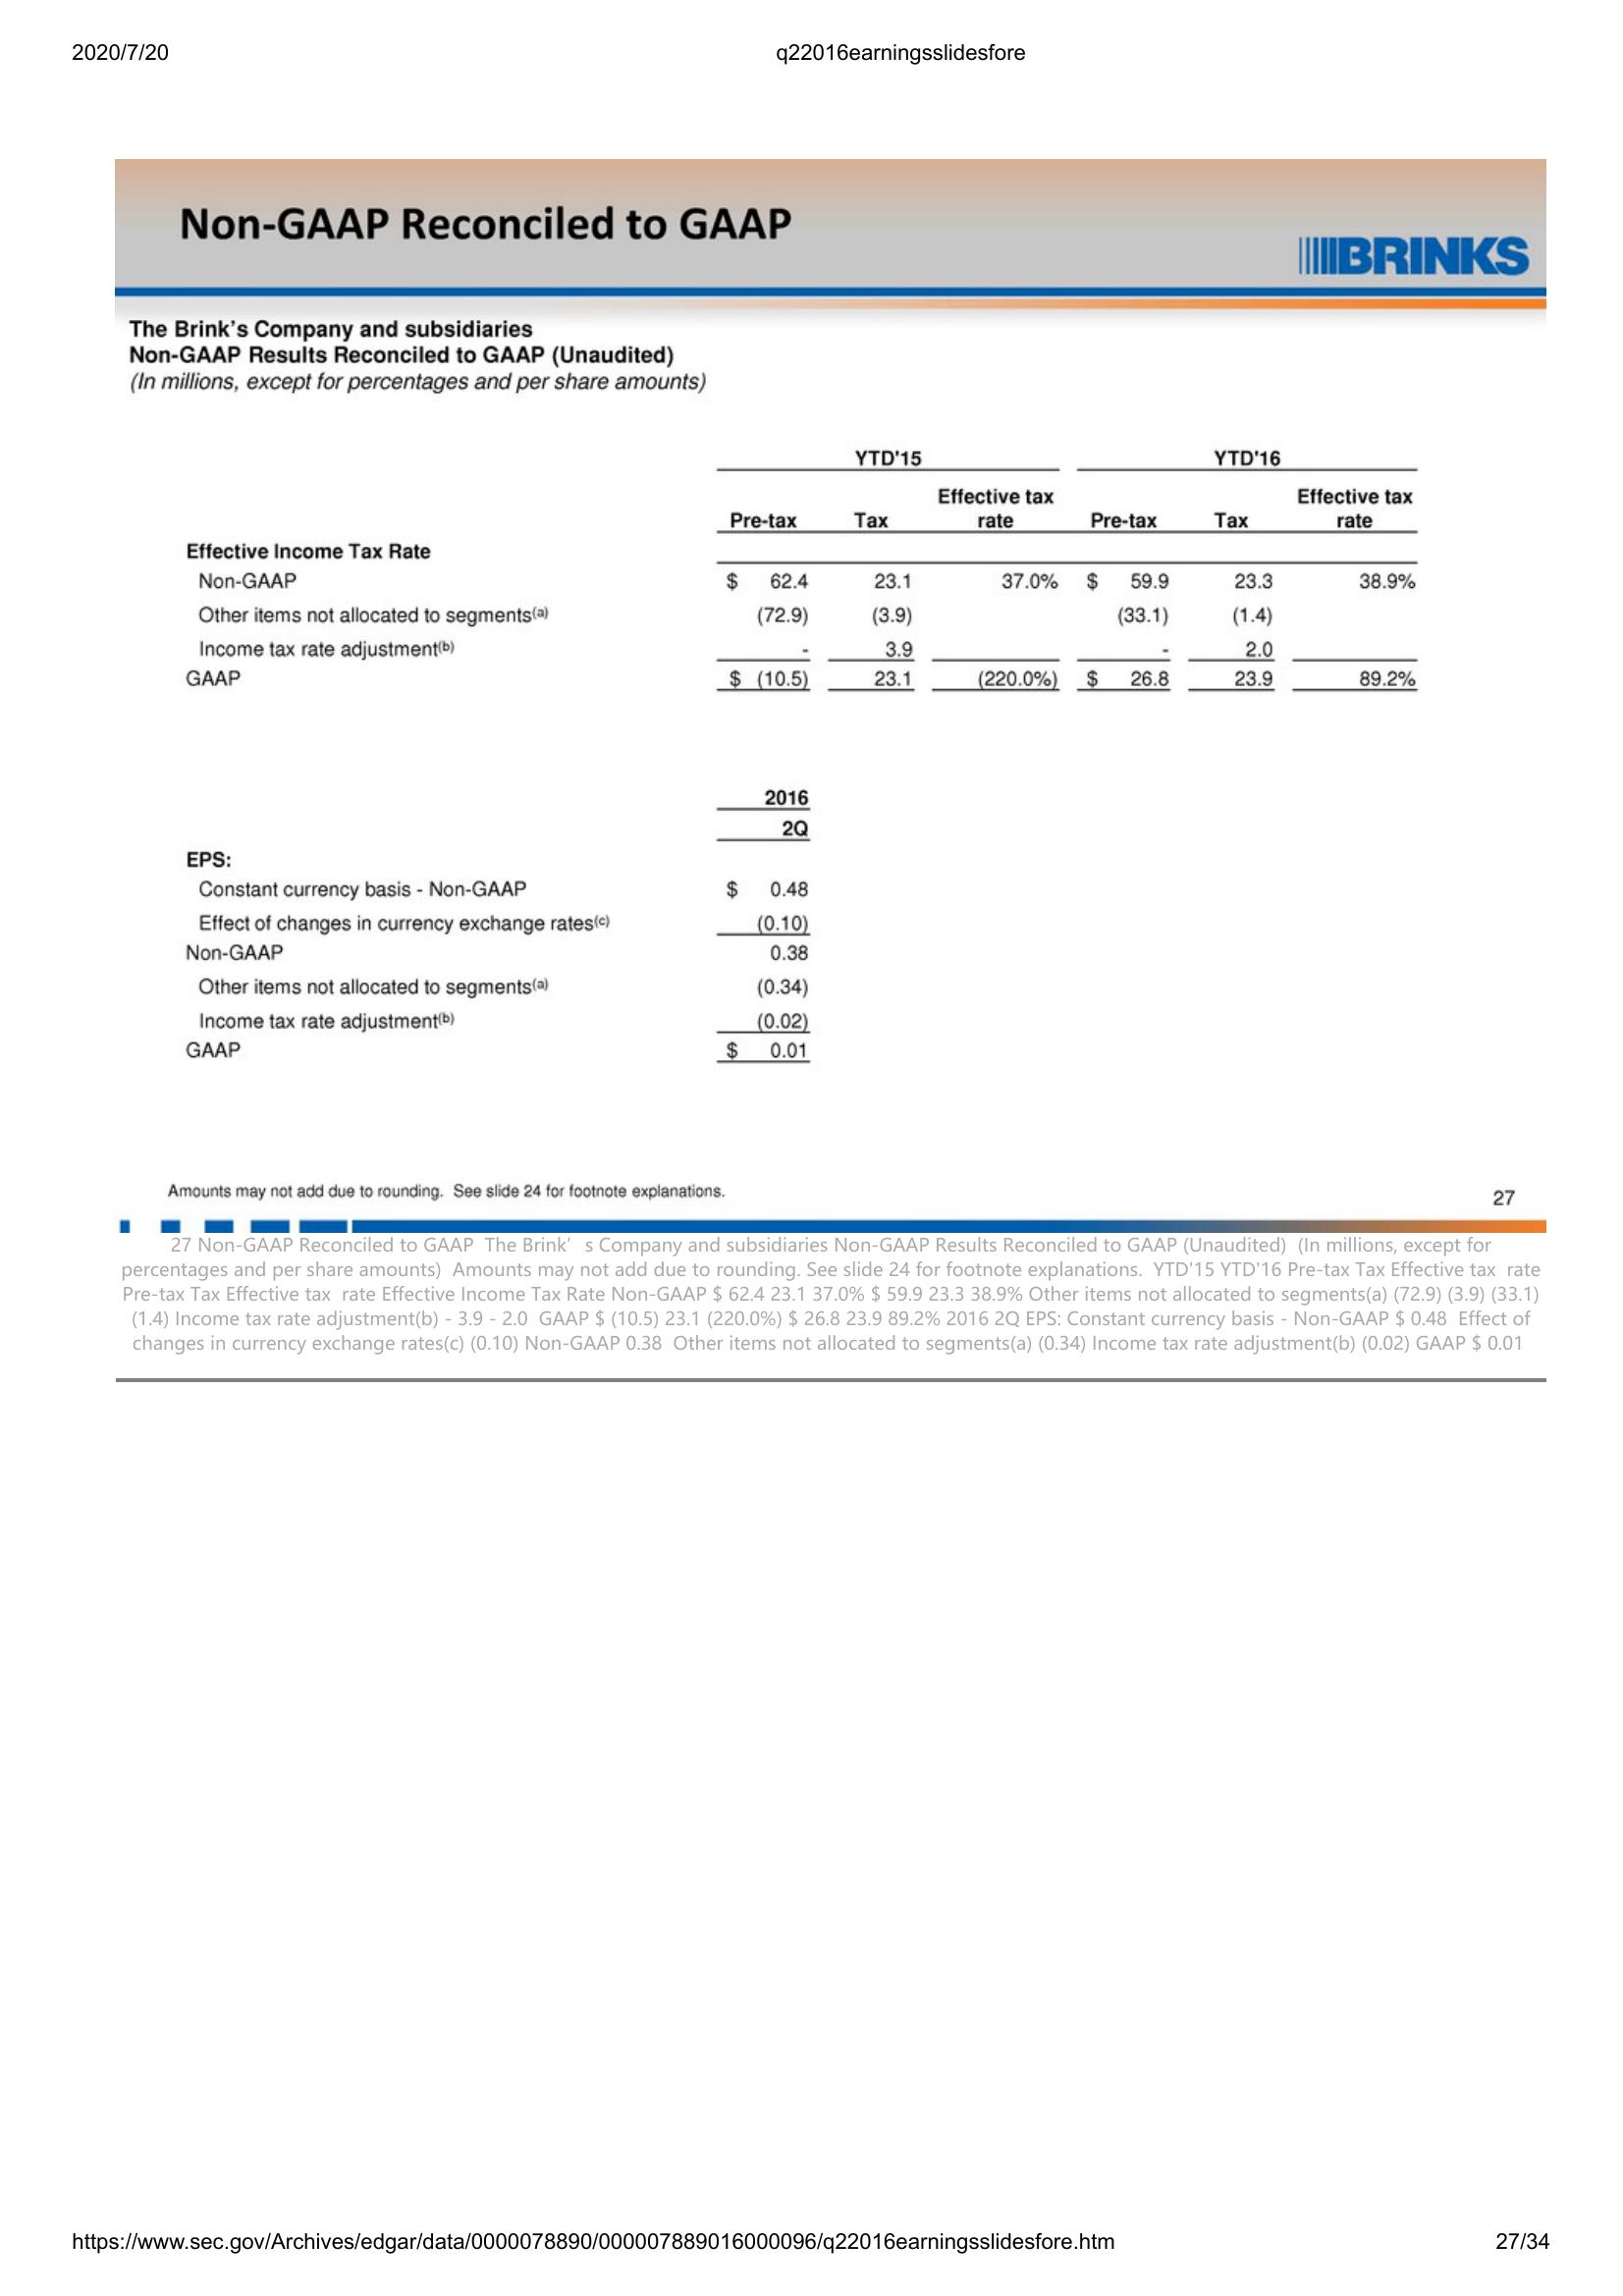 2020/7/20 q22016earningsslidesfore
Non-GAAP Reconciled to GAAP
BRINKS
The Brink's Company and subsidiaries
Non-GAAP Results Reconciled to GAAP (Unaudited)
(In millions, except for percentages and per share amounts)
YTD'15 YTD'16
Effective tax Effective tax
Pre-tax Tax rate Pre-tax Tax rate
Effective Income Tax Rate
Non-GAAP $ 62.4 23.1 37.0% $ 59.9 23.3 38.9%
Other items not allocated to segments(a) (72.9) (3.9) (33.1) (1.4)
Income tax rate adjustment(b) - 3.9 - 2.0
GAAP $ (10.5) 23.1 (220.0%) $ 26.8 23.9 89.2%
2016
2Q
EPS:
Constant currency basis - Non-GAAP $ 0.48
Effect of changes in currency exchange rates(c) (0.10)
Non-GAAP 0.38
Other items not allocated to segments(a) (0.34)
Income tax rate adjustment(b) (0.02)
GAAP $ 0.01
Amounts may not add due to rounding. See slide 24 for footnote explanations.
27
27 Non-GAAP Reconciled to GAAP The Brink’ s Company and subsidiaries Non-GAAP Results Reconciled to GAAP (Unaudited) (In millions, except for
percentages and per share amounts) Amounts may not add due to rounding. See slide 24 for footnote explanations. YTD'15 YTD'16 Pre-tax Tax Effective tax rate
Pre-tax Tax Effective tax rate Effective Income Tax Rate Non-GAAP $ 62.4 23.1 37.0% $ 59.9 23.3 38.9% Other items not allocated to segments(a) (72.9) (3.9) (33.1)
(1.4) Income tax rate adjustment(b) - 3.9 - 2.0 GAAP $ (10.5) 23.1 (220.0%) $ 26.8 23.9 89.2% 2016 2Q EPS: Constant currency basis - Non-GAAP $ 0.48 Effect of
changes in currency exchange rates(c) (0.10) Non-GAAP 0.38 Other items not allocated to segments(a) (0.34) Income tax rate adjustment(b) (0.02) GAAP $ 0.01
https://www.sec.gov/Archives/edgar/data/0000078890/000007889016000096/q22016earningsslidesfore.htm 27/34